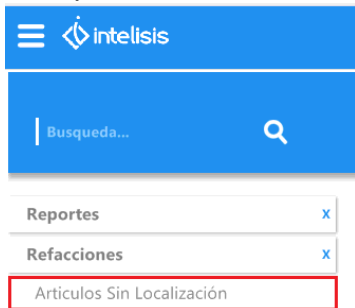 intelisis
Busqueda...
Reportes x
Refacciones x
Articulos Sin Localización